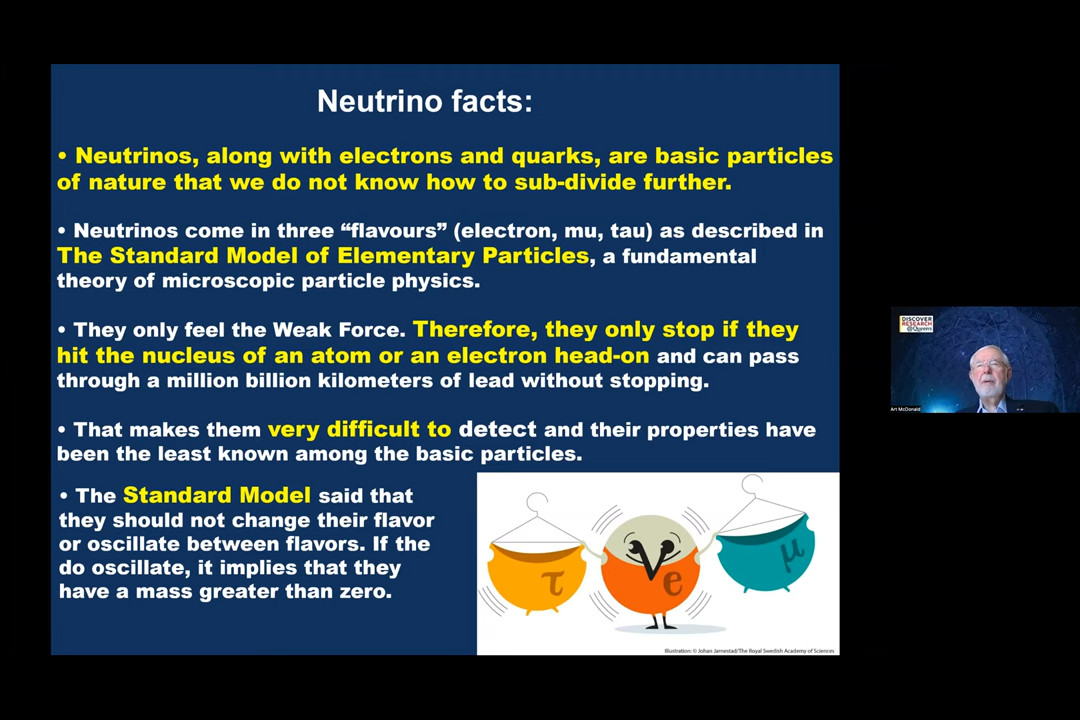 Neutrino facts:
• Neutrinos, along with electrons and quarks, are basic particles
of nature that we do not know how to sub-divide further.
• Neutrinos come in three “flavours” (electron, mu, tau) as described in
The Standard Model of Elementary Particles, a fundamental
theory of microscopic particle physics.
• They only feel the Weak Force. Therefore, they only stop if they
hit the nucleus of an atom or an electron head-on and can pass
through a million billion kilometers of lead without stopping.
• That makes them very difficult to detect and their properties have
been the least known among the basic particles.
• The Standard Model said that
they should not change their flavor
or oscillate between flavors. If the
do oscillate, it implies that they
have a mass greater than zero.
τ
ν e
μ
Illustration: © Johan Jarnestad/The Royal Swedish Academy of Sciences
DISCOVER
RESEARCH
@Queens
Art McDonald